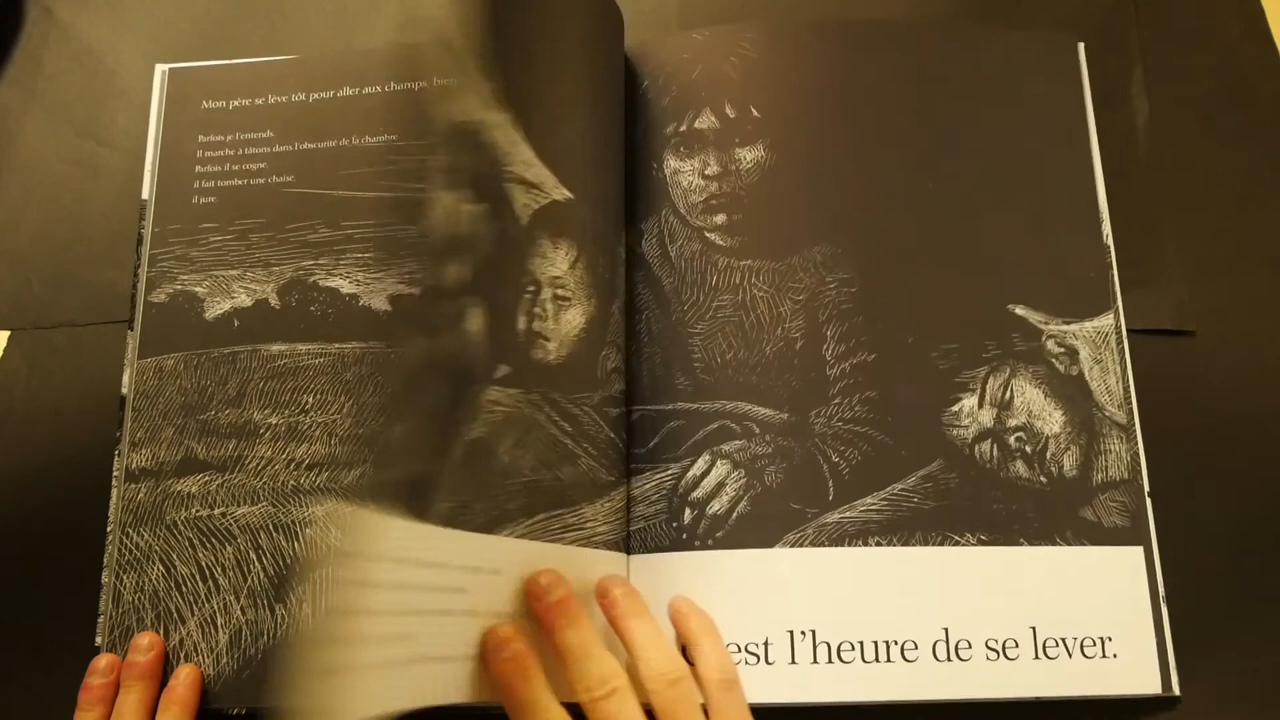 Mon père se lève tôt pour aller aux champs, bien
Parfois je l'entends.
Il marche à tâtons dans l'obscurité de la chambre
Parfois il se cogne,
il fait tomber une chaise,
il jure.
est l'heure de se lever.